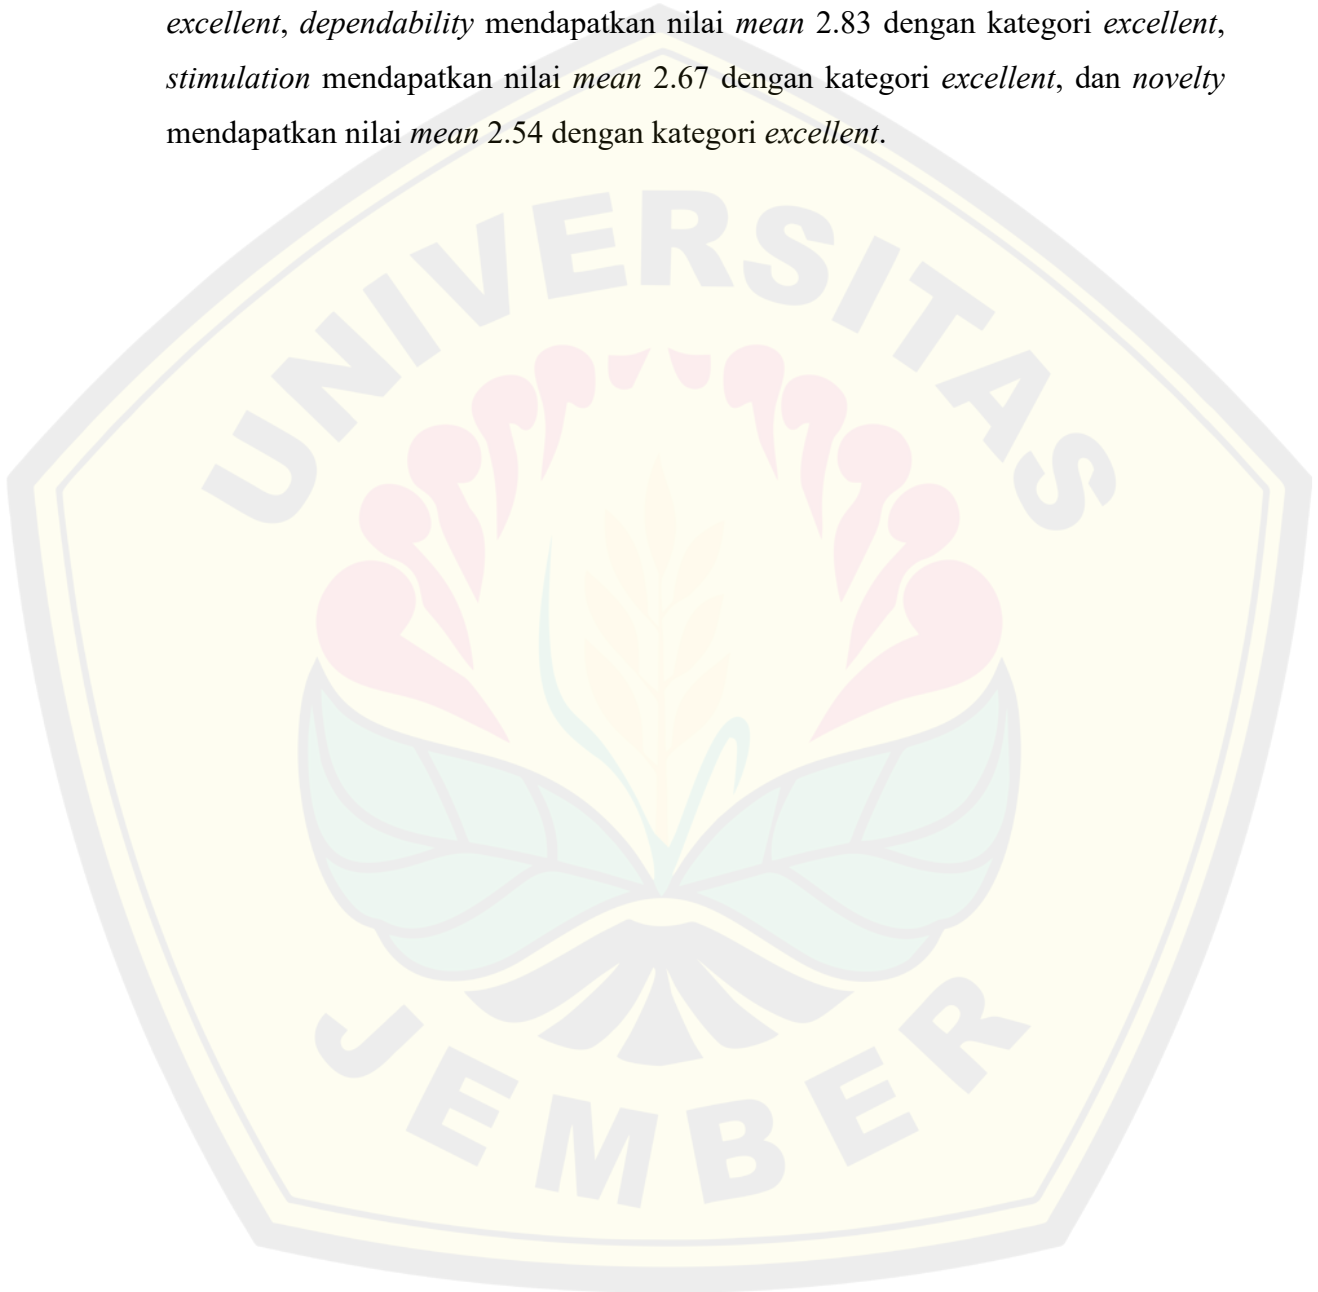 excellent, dependability mendapatkan nilai mean 2.83 dengan kategori excellent,
stimulation mendapatkan nilai mean 2.67 dengan kategori excellent, dan novelty
mendapatkan nilai mean 2.54 dengan kategori excellent.
UNIVERSITAS
JEMBER